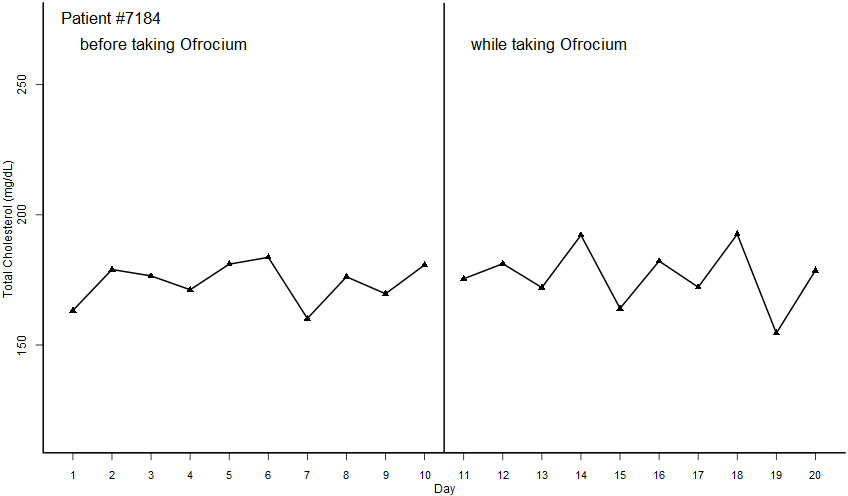 Patient #7184
before taking Ofrocium
while taking Ofrocium
Total Cholesterol (mg/dL)
250
200
150
1 2 3 4 5 6 7 8 9 10 11 12 13 14 15 16 17 18 19 20
Day